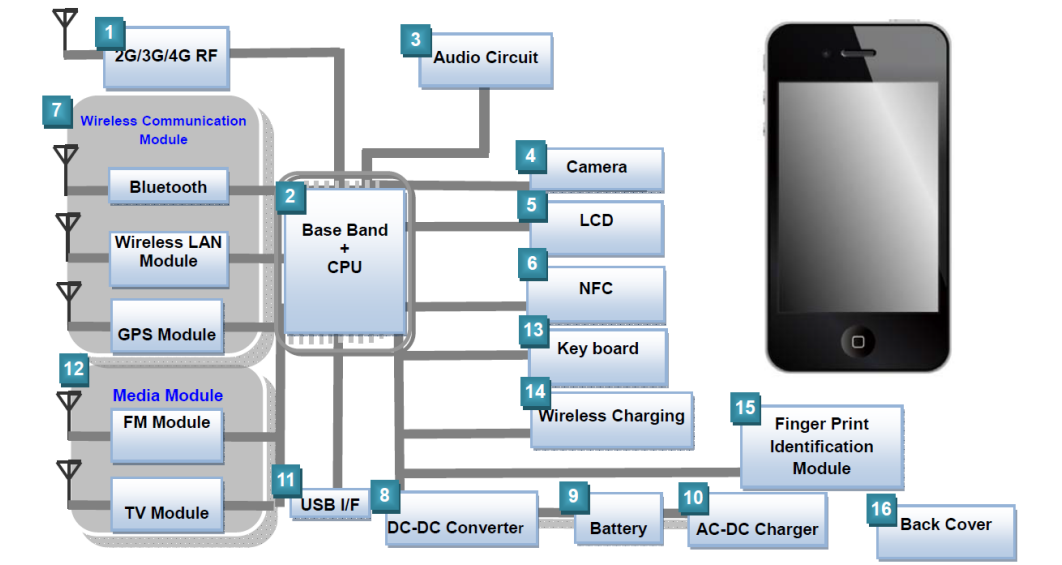 1
2G/3G/4G RF
3
Audio Circuit
7
Wireless Communication
Module
Bluetooth
Wireless LAN
Module
GPS Module
2
Base Band
+
CPU
4
Camera
5
LCD
6
NFC
13
Key board
14
Wireless Charging
15
Finger Print
Identification
Module
12
Media Module
FM Module
TV Module
11
USB I/F
8
DC-DC Converter
9
Battery
10
AC-DC Charger
16
Back Cover